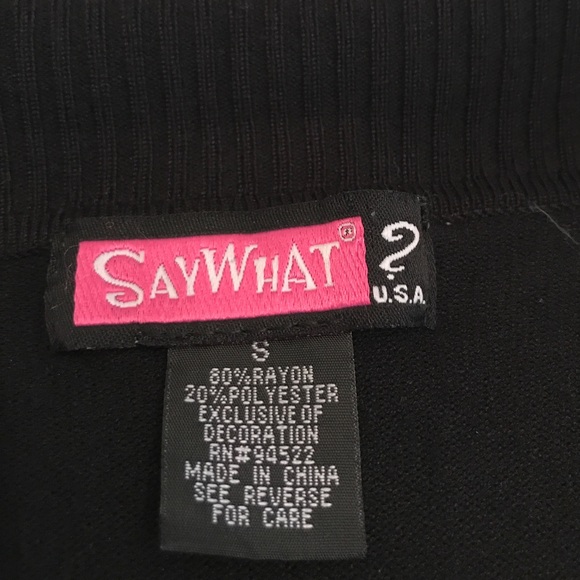 SAYWHAT® ?
U.S.A.
S
80%RAYON
20%POLYESTER
EXCLUSIVE OF
DECORATION
RN#94522
MADE IN CHINA
SEE REVERSE
FOR CARE